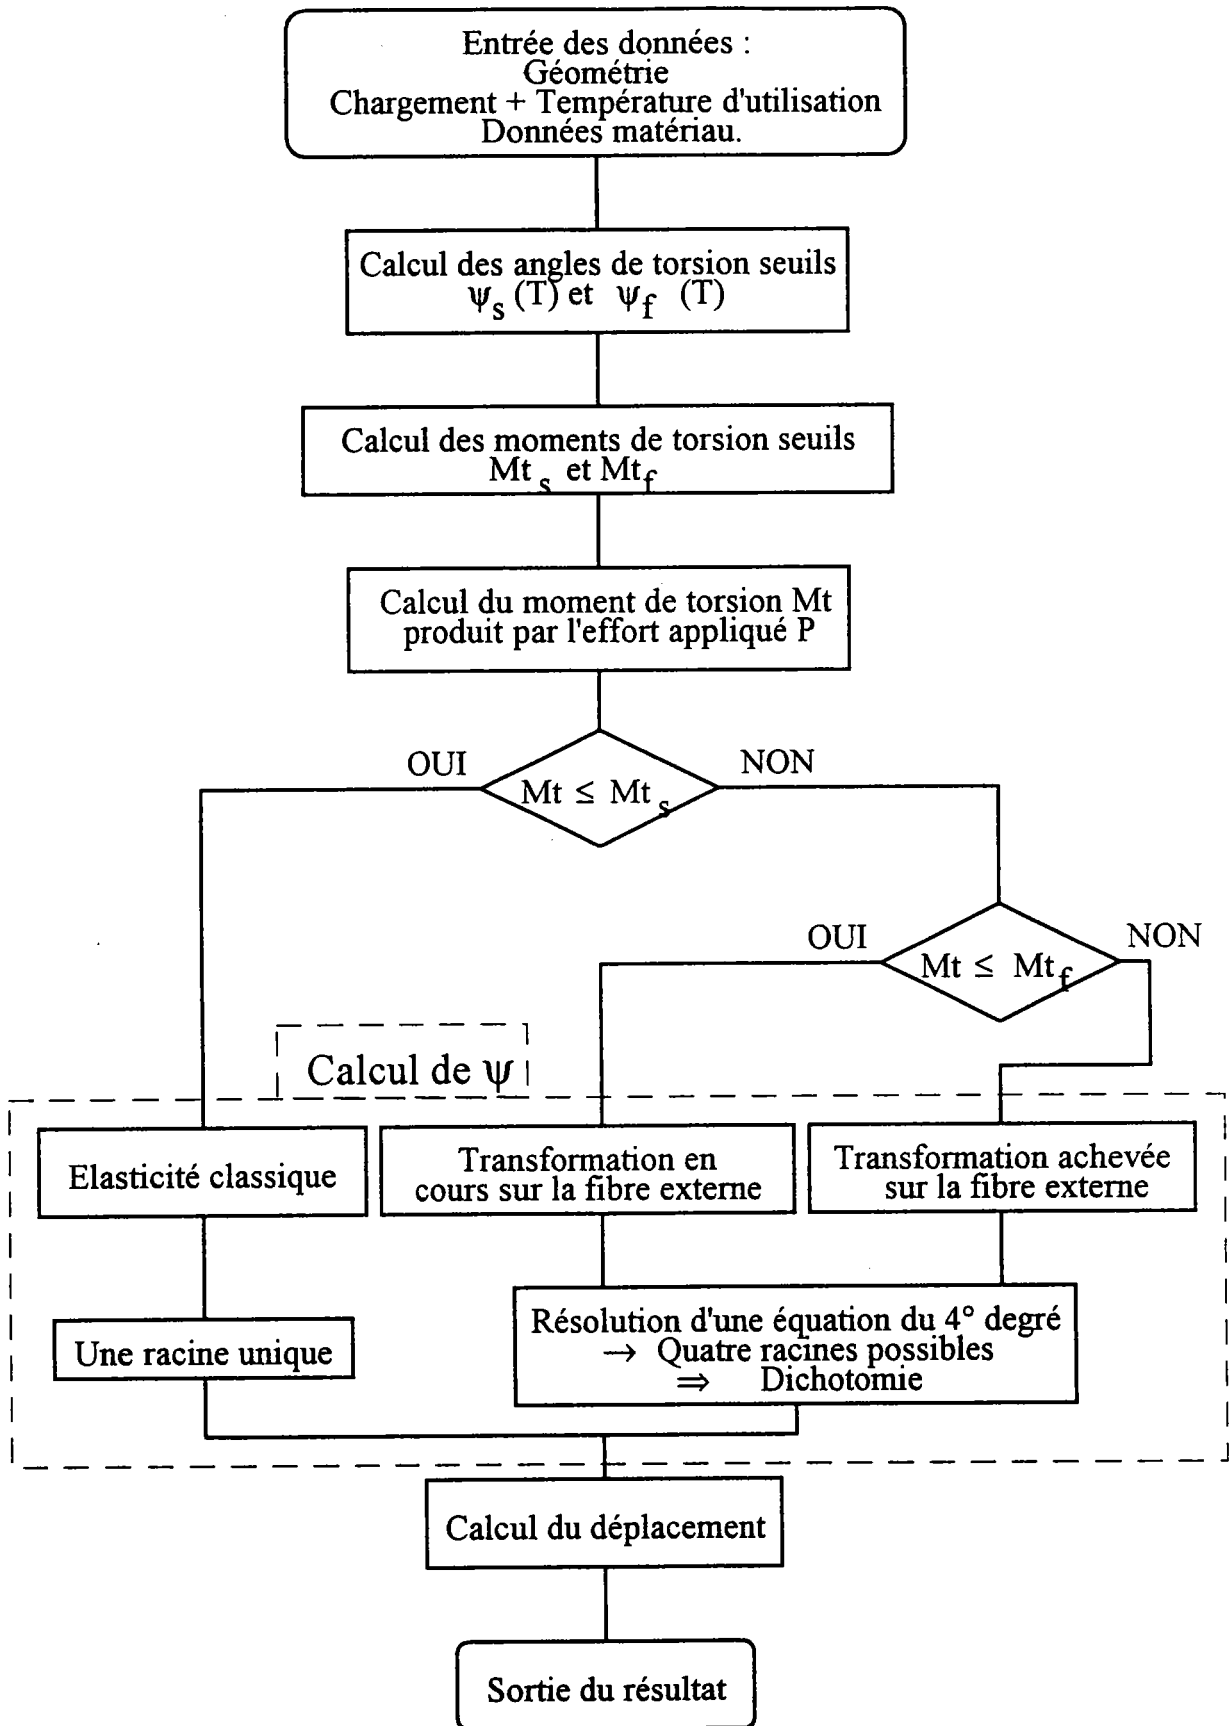 Entrée des données :
Géométrie
Chargement + Température d'utilisation
Données matériau.
Calcul des angles de torsion seuils
ψs (T) et ψf (T)
Calcul des moments de torsion seuils
Mt s et Mt f
Calcul du moment de torsion Mt
produit par l'effort appliqué P
OUI
NON
Mt ≤ Mt s
OUI
NON
Mt ≤ Mt f
Calcul de ψ
Elasticité classique
Transformation en
cours sur la fibre externe
Transformation achevée
sur la fibre externe
Une racine unique
Résolution d'une équation du 4° degré
→ Quatre racines possibles
⇒ Dichotomie
Calcul du déplacement
Sortie du résultat